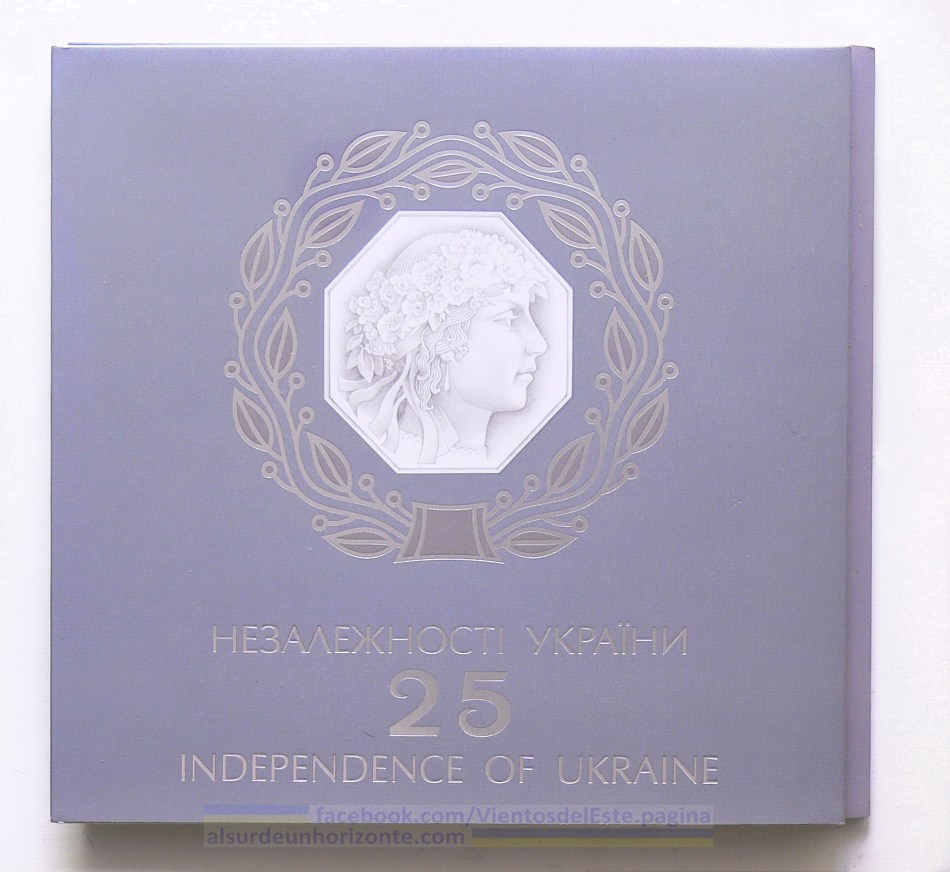 НЕЗАЛЕЖНОСТІ УКРАЇНИ
25
INDEPENDENCE OF UKRAINE
facebook.com/VientosdelEste.pagina
alsurdeunhorizonte.com